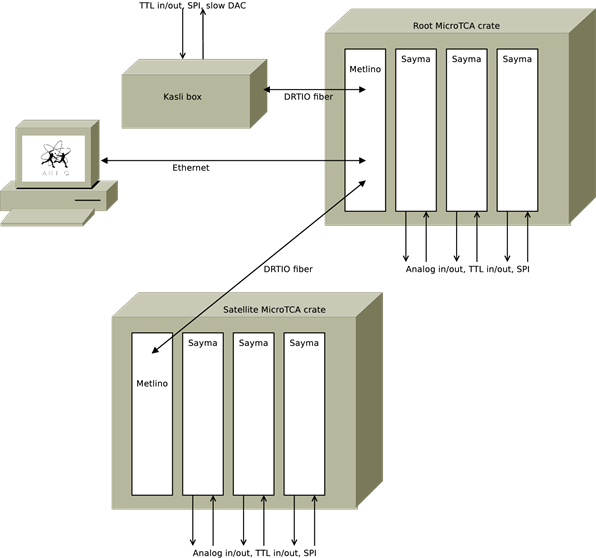 TTL in/out, SPI, slow DAC
Root MicroTCA crate
Metlino
Sayma
Sayma
Sayma
Kasli box
DRTIO fiber
Ethernet
Analog in/out, TTL in/out, SPI
DRTIO fiber
Satellite MicroTCA crate
Metlino
Sayma
Sayma
Sayma
Analog in/out, TTL in/out, SPI